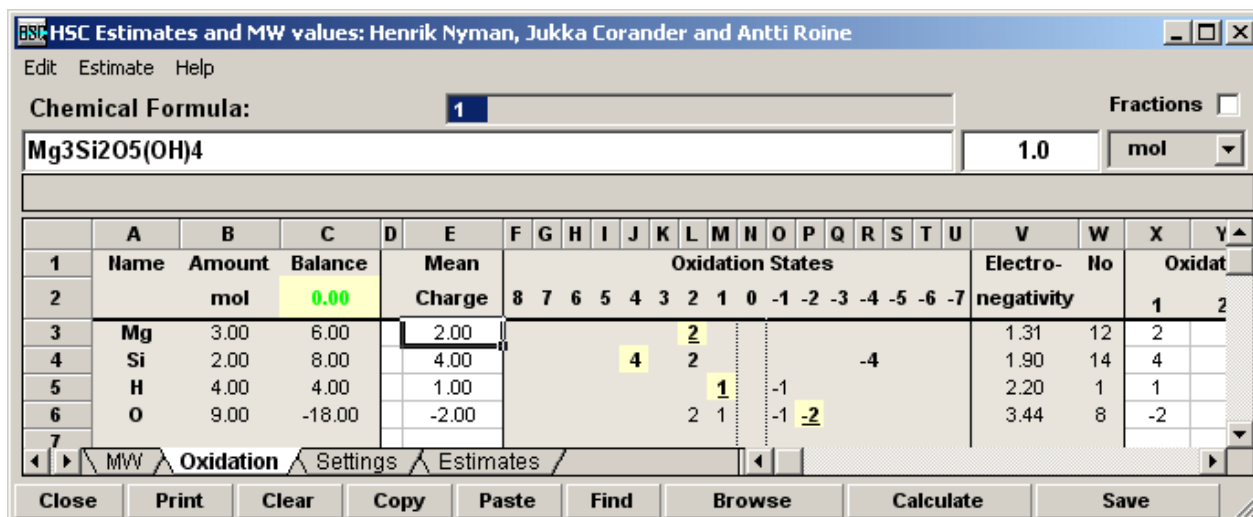 HSC HSC Estimates and MW values: Henrik Nyman, Jukka Corander and Antti Roine
Edit Estimate Help
Chemical Formula: 1 Fractions
Mg3Si2O5(OH)4 1.0 mol
A B C D E F G H I J K L M N O P Q R S T U V W X Y
1 Name Amount Balance Mean Oxidation States Electro- No Oxidat
2 mol 0.00 Charge 8 7 6 5 4 3 2 1 0 -1 -2 -3 -4 -5 -6 -7 negativity 1 2
3 Mg 3.00 6.00 2.00 2 1.31 12 2
4 Si 2.00 8.00 4.00 4 2 -4 1.90 14 4
5 H 4.00 4.00 1.00 1 -1 2.20 1 1
6 O 9.00 -18.00 -2.00 2 1 -1 -2 3.44 8 -2
7
MW Oxidation Settings Estimates
Close Print Clear Copy Paste Find Browse Calculate Save